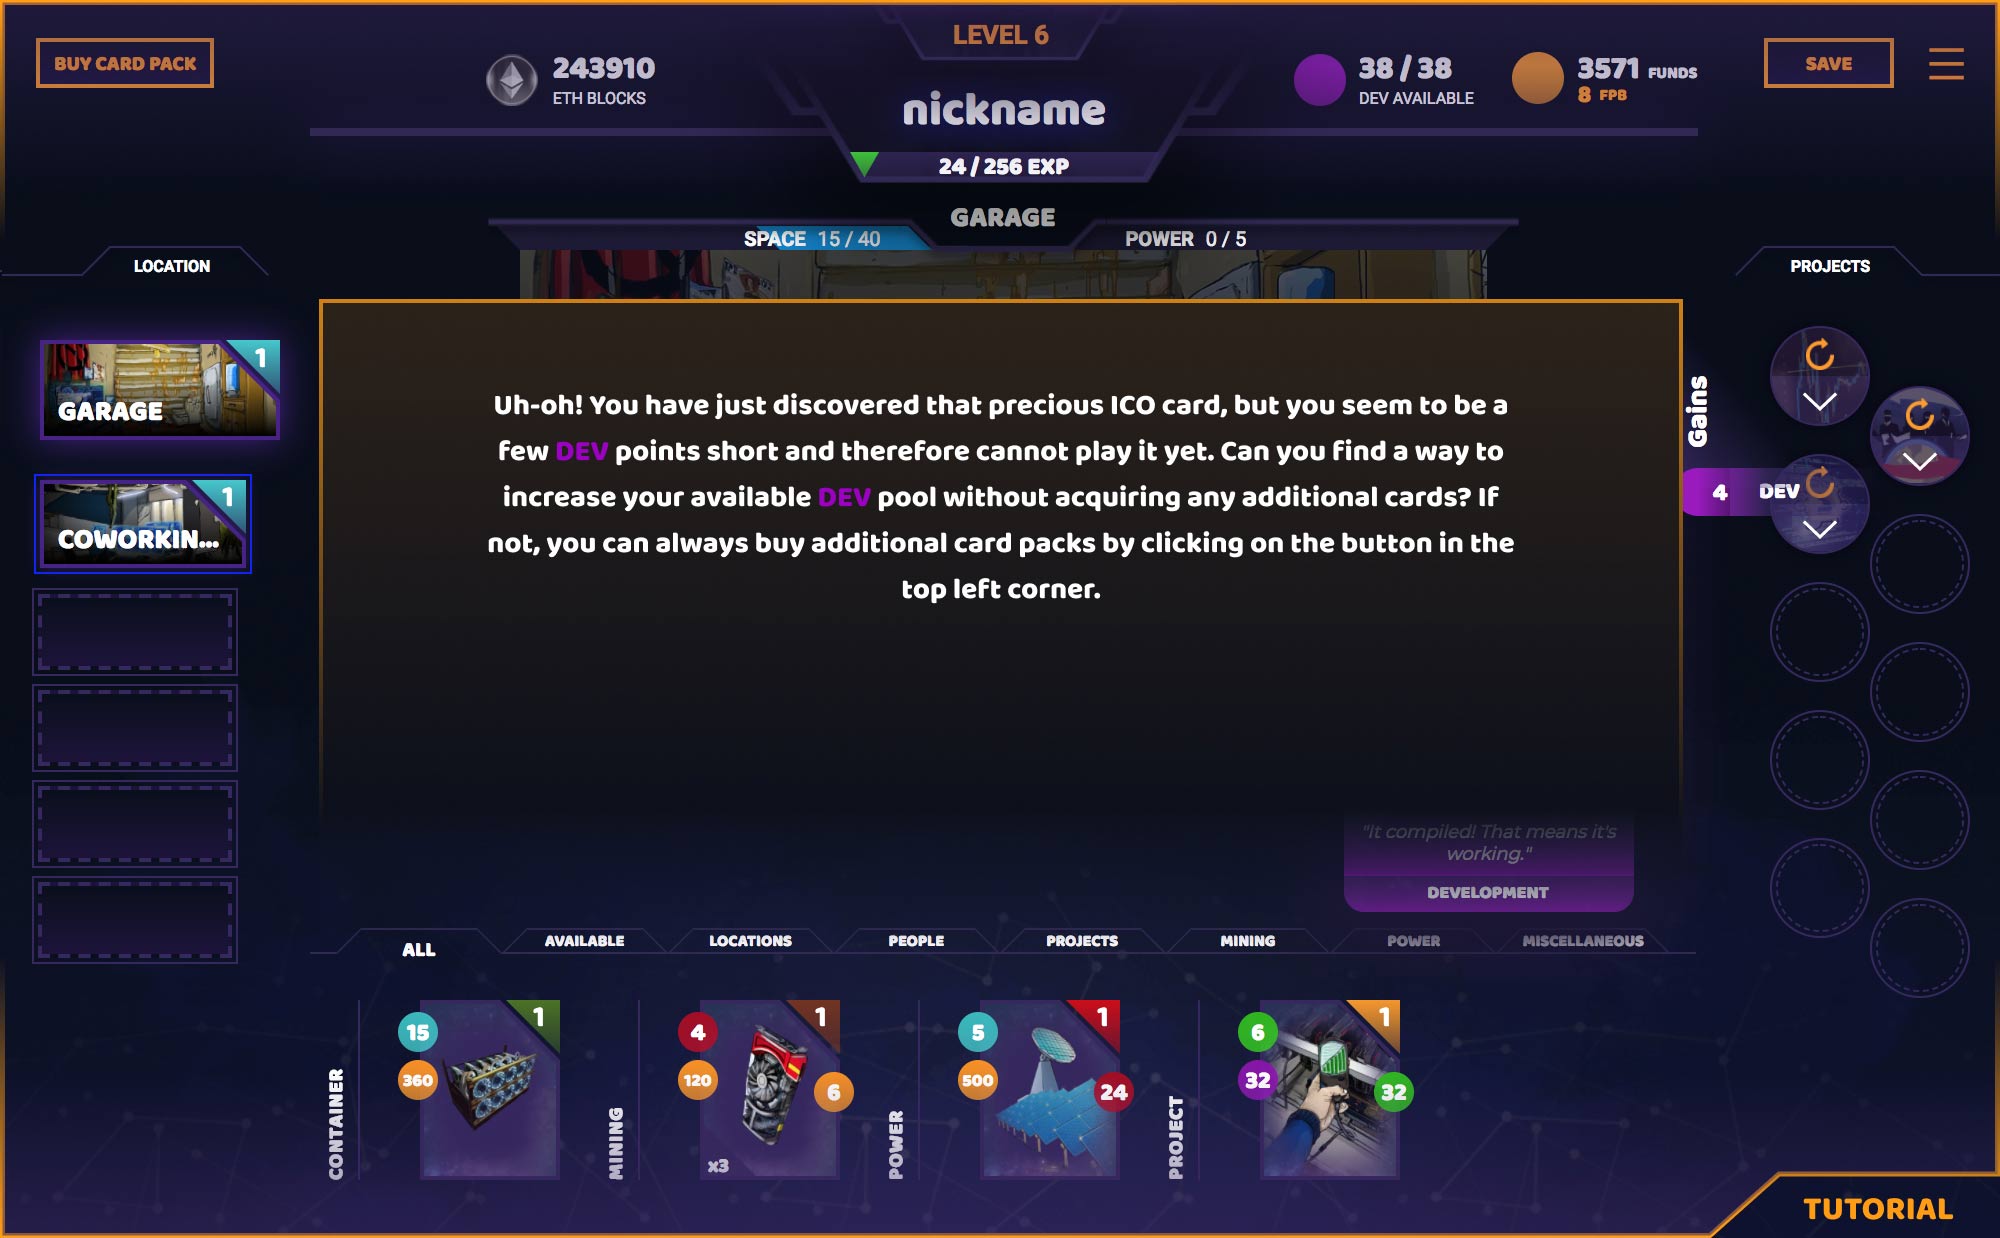 LEVEL 6
BUY CARD PACK
243910
ETH BLOCKS
nickname
38 / 38
DEV AVAILABLE
3571 FUNDS
8 FPB
SAVE
24 / 256 EXP
GARAGE
SPACE 15 / 40
POWER 0 / 5
LOCATION
PROJECTS
1
GARAGE
1
COWORKIN...
Uh-oh! You have just discovered that precious ICO card, but you seem to be a
few DEV points short and therefore cannot play it yet. Can you find a way to
increase your available DEV pool without acquiring any additional cards? If
not, you can always buy additional card packs by clicking on the button in the
top left corner.
Gains
4 DEV
"It compiled! That means it's
working."
DEVELOPMENT
ALL
AVAILABLE
LOCATIONS
PEOPLE
PROJECTS
MINING
POWER
MISCELLANEOUS
CONTAINER
15
360
1
MINING
4
120
1
6
x3
POWER
5
500
1
24
PROJECT
6
32
1
32
TUTORIAL